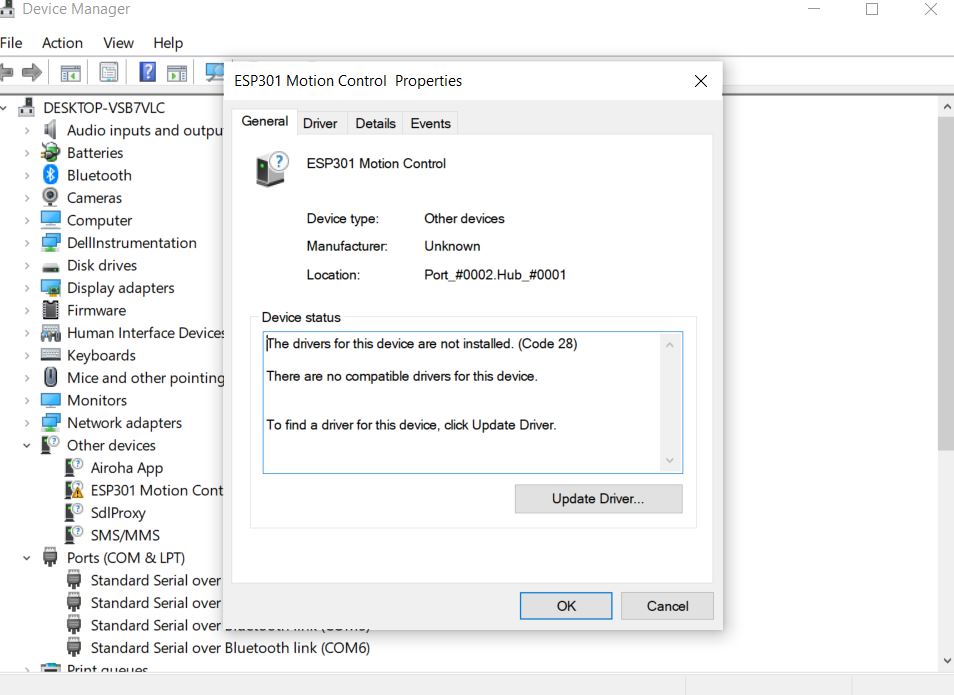 Device Manager
File Action View Help
DESKTOP-VSB7VLC
Audio inputs and outpu
Batteries
Bluetooth
Cameras
Computer
DellInstrumentation
Disk drives
Display adapters
Firmware
Human Interface Devices
Keyboards
Mice and other pointing
Monitors
Network adapters
Other devices
Airoha App
ESP301 Motion Cont
SdlProxy
SMS/MMS
Ports (COM & LPT)
Standard Serial over
Standard Serial over
Standard Serial over Bluetooth link (COM5)
Standard Serial over Bluetooth link (COM6)
Print queues
ESP301 Motion Control Properties
General Driver Details Events
ESP301 Motion Control
Device type: Other devices
Manufacturer: Unknown
Location: Port_#0002.Hub_#0001
Device status
The drivers for this device are not installed. (Code 28)
There are no compatible drivers for this device.
To find a driver for this device, click Update Driver.
Update Driver...
OK Cancel